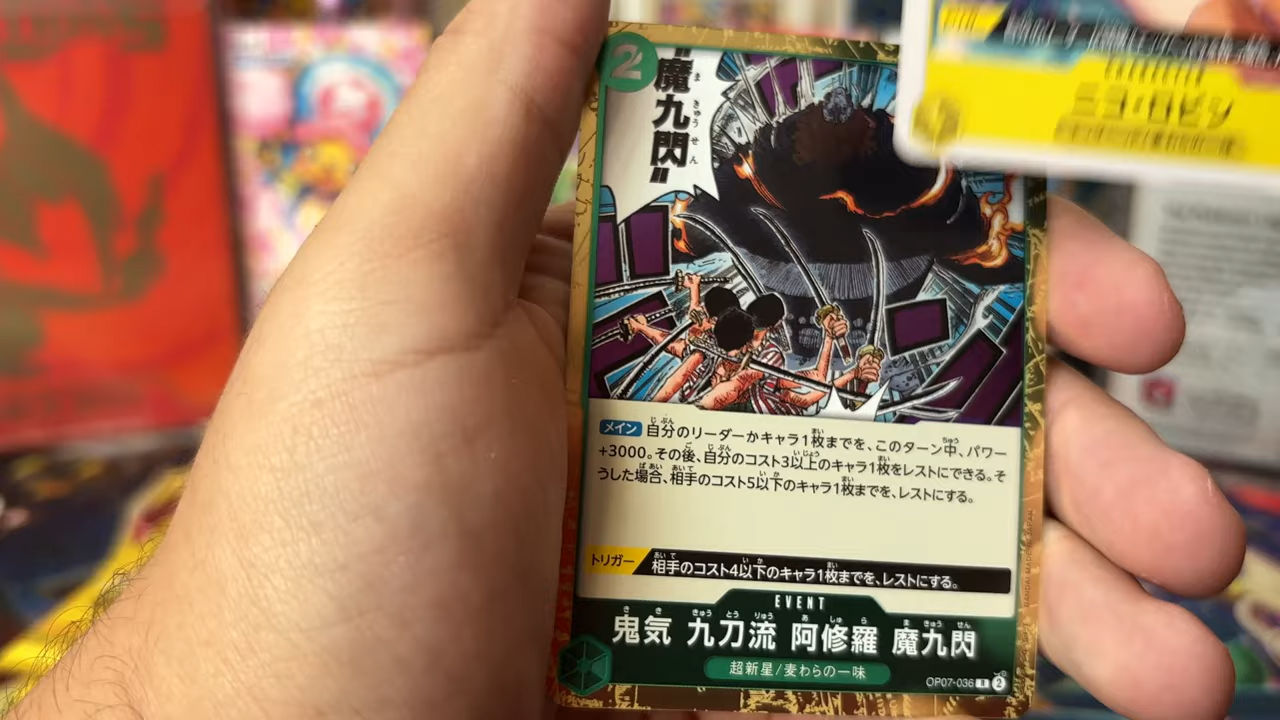 2
"魔九閃"
メイン 自分のリーダーかキャラ1枚までを、このターン中、パワー
+3000。その後、自分のコスト3以上のキャラ1枚をレストにできる。そ
うした場合、相手のコスト5以下のキャラ1枚までを、レストにする。
トリガー 相手のコスト4以下のキャラ1枚までを、レストにする。
EVENT
鬼気 九刀流 阿修羅 魔九閃
超新星/麦わらの一味
OP07-036 R 2
ニコ・ロビン